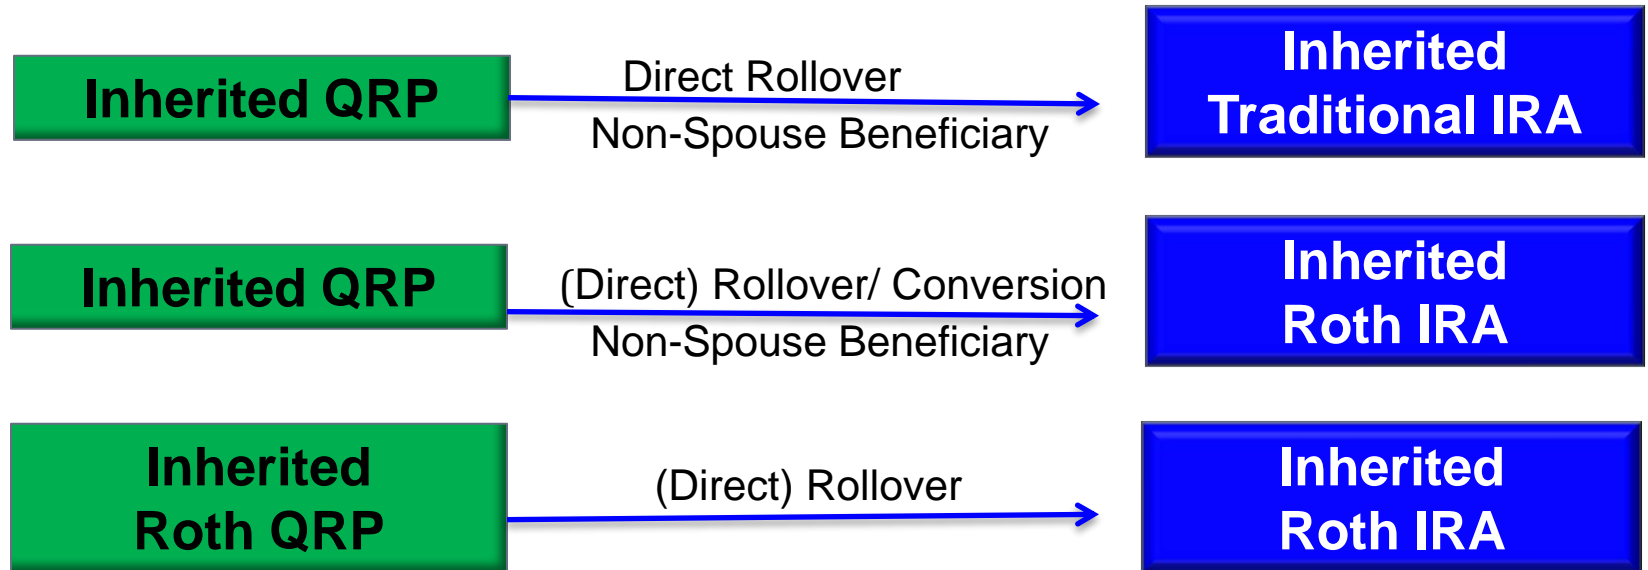 Inherited QRP
Direct Rollover
Non-Spouse Beneficiary
Inherited
Traditional IRA
Inherited QRP
(Direct) Rollover/ Conversion
Non-Spouse Beneficiary
Inherited
Roth IRA
Inherited
Roth QRP
(Direct) Rollover
Inherited
Roth IRA